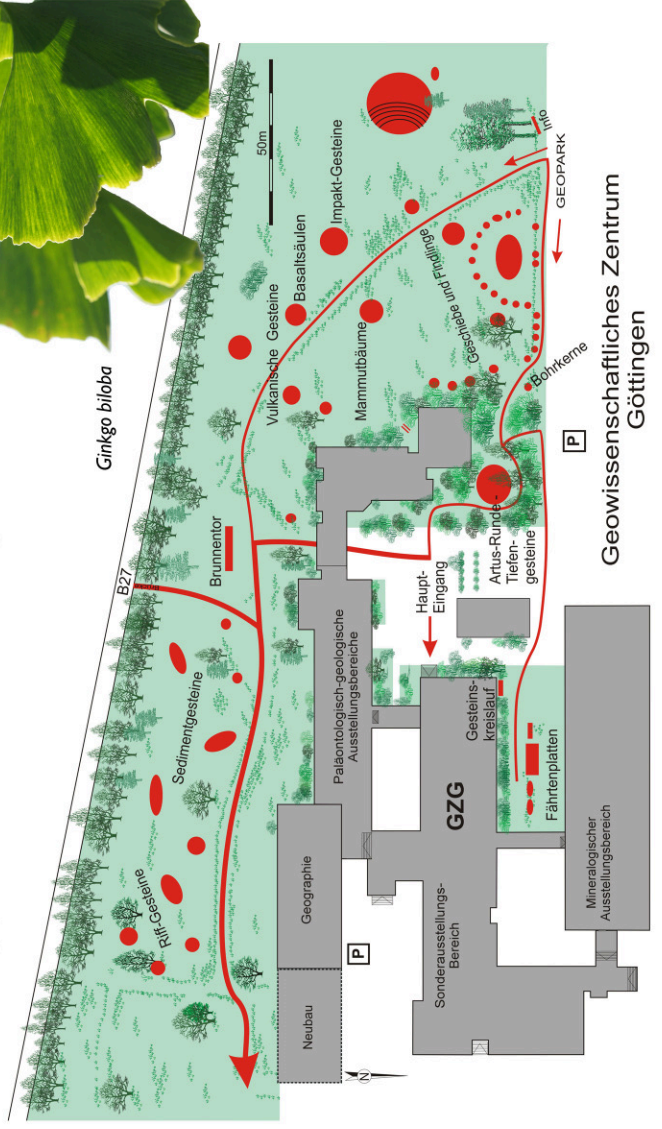 Ginkgo biloba
B27
50m
Impakt-Gesteine
Basaltsäulen
Vulkanische Gesteine
Mammutbäume
Geschiebe und Findlinge
Info
GEOPARK
Bohrkerne
Brunnentor
Sedimentgesteine
Riff-Gesteine
Artus-Runde -
Tiefen-
gesteine
Haupt-
Eingang
Paläontologisch-geologische
Ausstellungsbereiche
Geographie
Neubau
P
N
GZG
Gesteins-
kreislauf
Fährtenplatten
Sonderausstellungs-
Bereich
Mineralogischer
Ausstellungsbereich
P
Geowissenschaftliches Zentrum
Göttingen